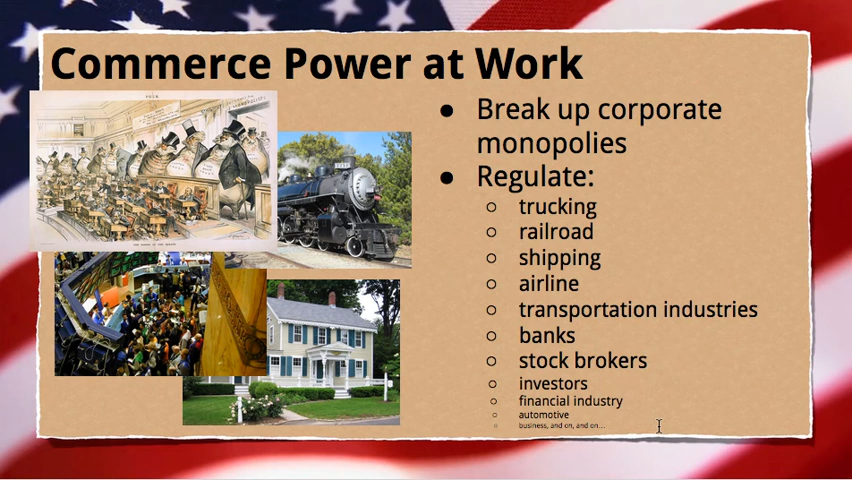 Commerce Power at Work
● Break up corporate
monopolies
● Regulate:
○ trucking
○ railroad
○ shipping
○ airline
○ transportation industries
○ banks
○ stock brokers
○ investors
○ financial industry
○ automotive
○ business, and on, and on...